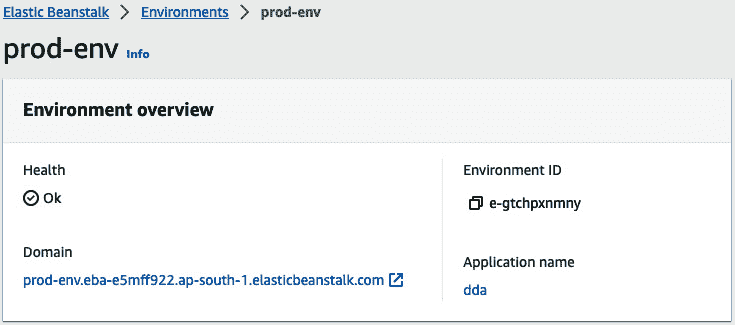 Elastic Beanstalk > Environments > prod-env
prod-env Info
Environment overview
Health
Ok
Domain
prod-env.eba-e5mff922.ap-south-1.elasticbeanstalk.com
Environment ID
e-gtchpxnmny
Application name
dda